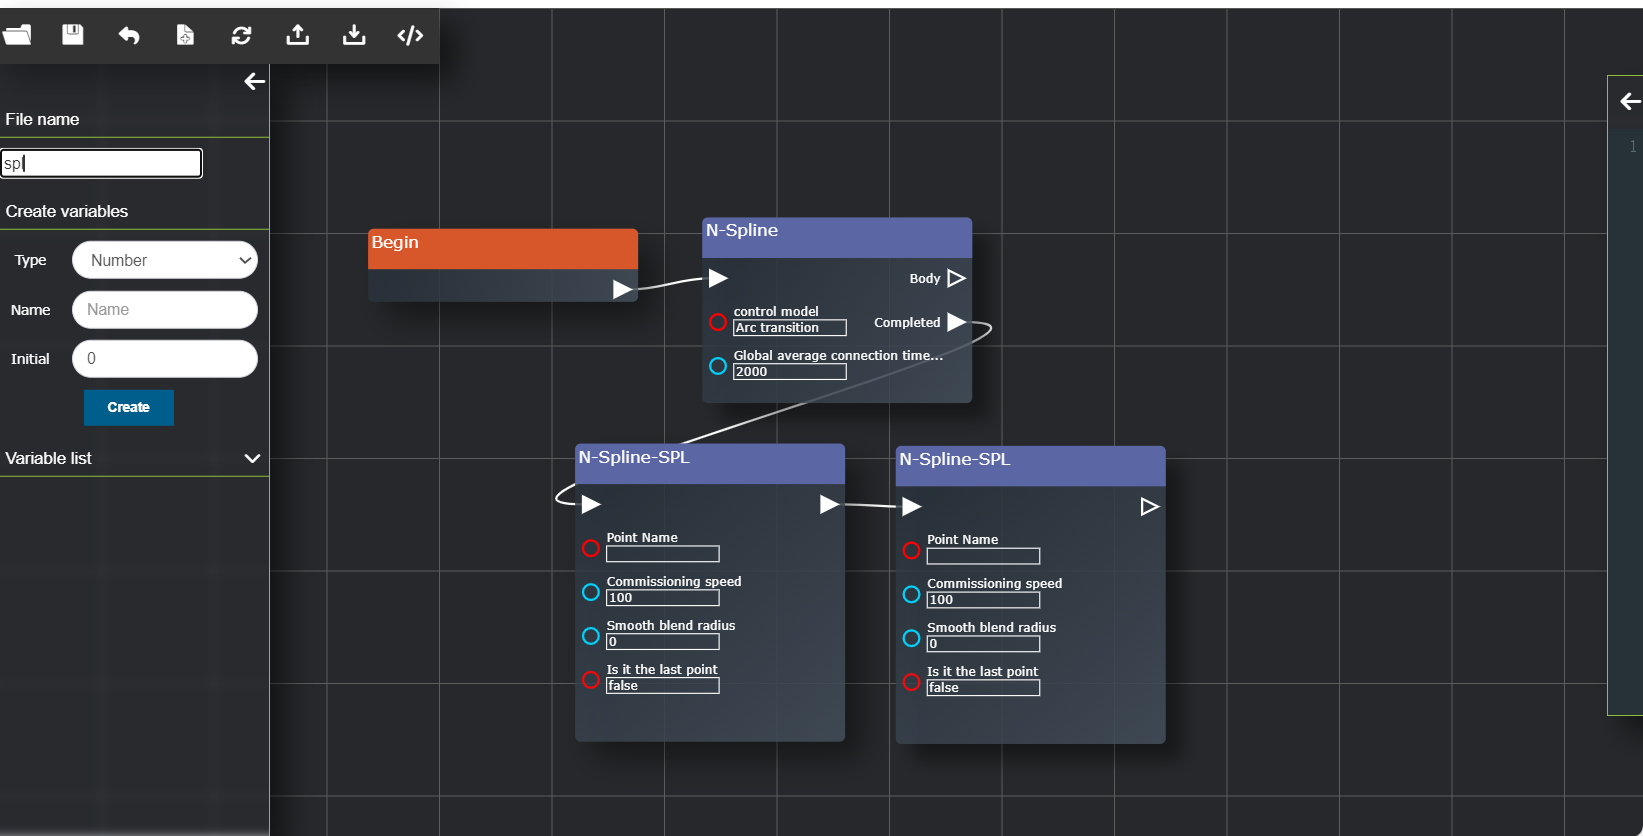 File name
spl
Create variables
Type
Number
Name
Name
Initial
0
Create
Variable list
Begin
N-Spline
Body
control model
Arc transition
Completed
Global average connection time...
2000
N-Spline-SPL
Point Name
Commissioning speed
100
Smooth blend radius
0
Is it the last point
false
N-Spline-SPL
Point Name
Commissioning speed
100
Smooth blend radius
0
Is it the last point
false
1